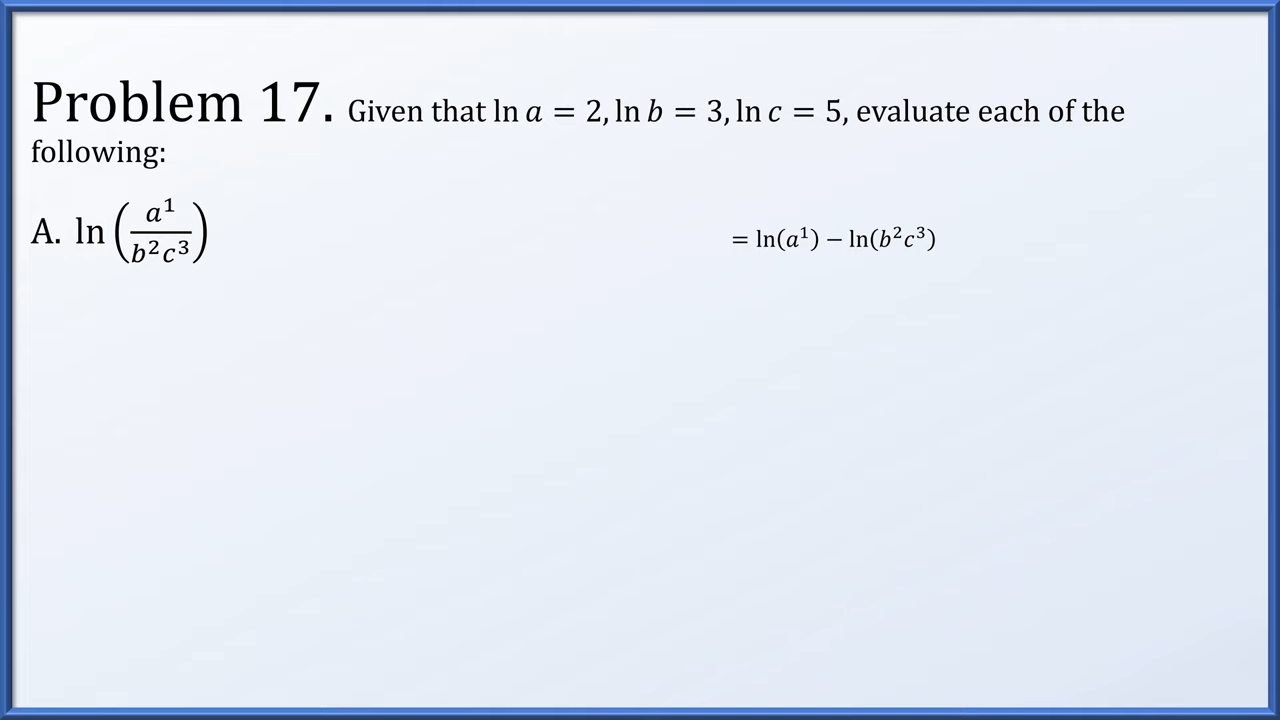 Problem 17. Given that ln a = 2, ln b = 3, ln c = 5, evaluate each of the
following:
A. ln(a¹/b²c³) = ln(a¹) − ln(b²c³)